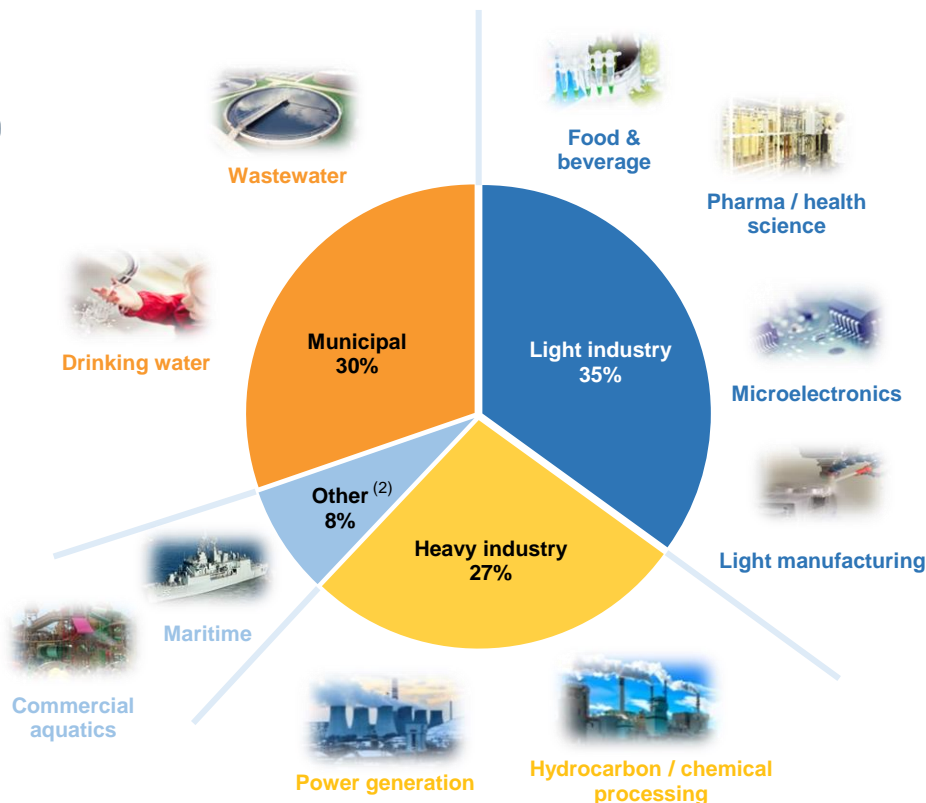 Wastewater
Food &
beverage
Pharma / health
science
Drinking water
Municipal
30%
Light industry
35%
Microelectronics
Other (2)
8%
Heavy industry
27%
Light manufacturing
Maritime
Commercial
aquatics
Power generation
Hydrocarbon / chemical
processing